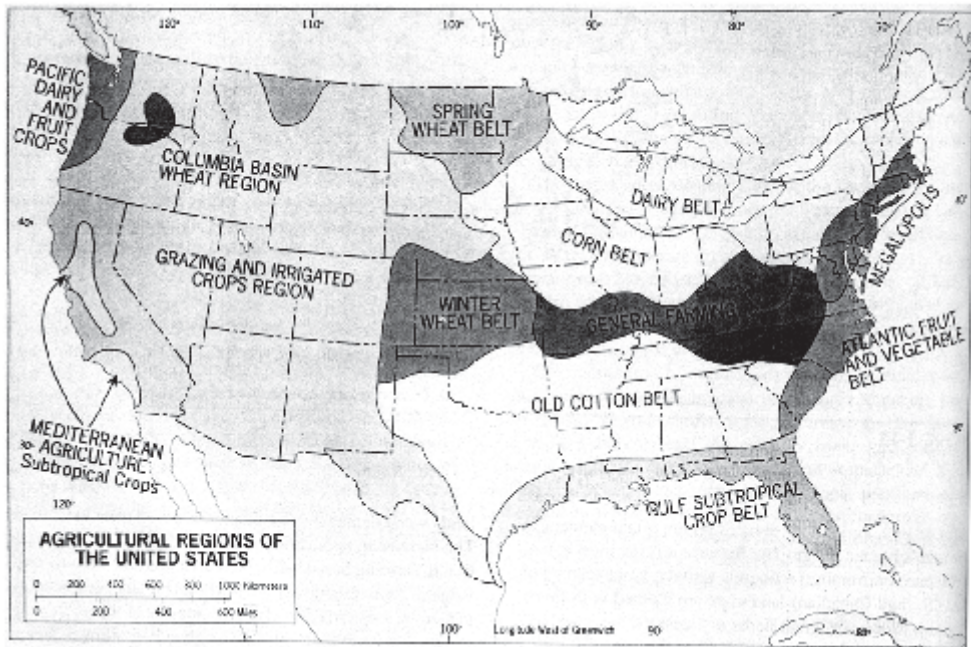 120°
110°
100°
90°
80°
PACIFIC
DAIRY
AND
FRUIT
CROPS
SPRING
WHEAT BELT
COLUMBIA BASIN
WHEAT REGION
DAIRY BELT
MEGALOPOLIS
40°
CORN BELT
GRAZING AND IRRIGATED
CROPS REGION
WINTER
WHEAT BELT
GENERAL FARMING
ATLANTIC FRUIT
AND VEGETABLE
BELT
OLD COTTON BELT
MEDITERRANEAN
AGRICULTURE:
Subtropical Crops
30°
GULF SUBTROPICAL
CROP BELT
120°
AGRICULTURAL REGIONS OF
THE UNITED STATES
0 200 400 600 800 1000 Kilometers
0 200 400 600 Miles
100°
Longitude West of Greenwich
90°